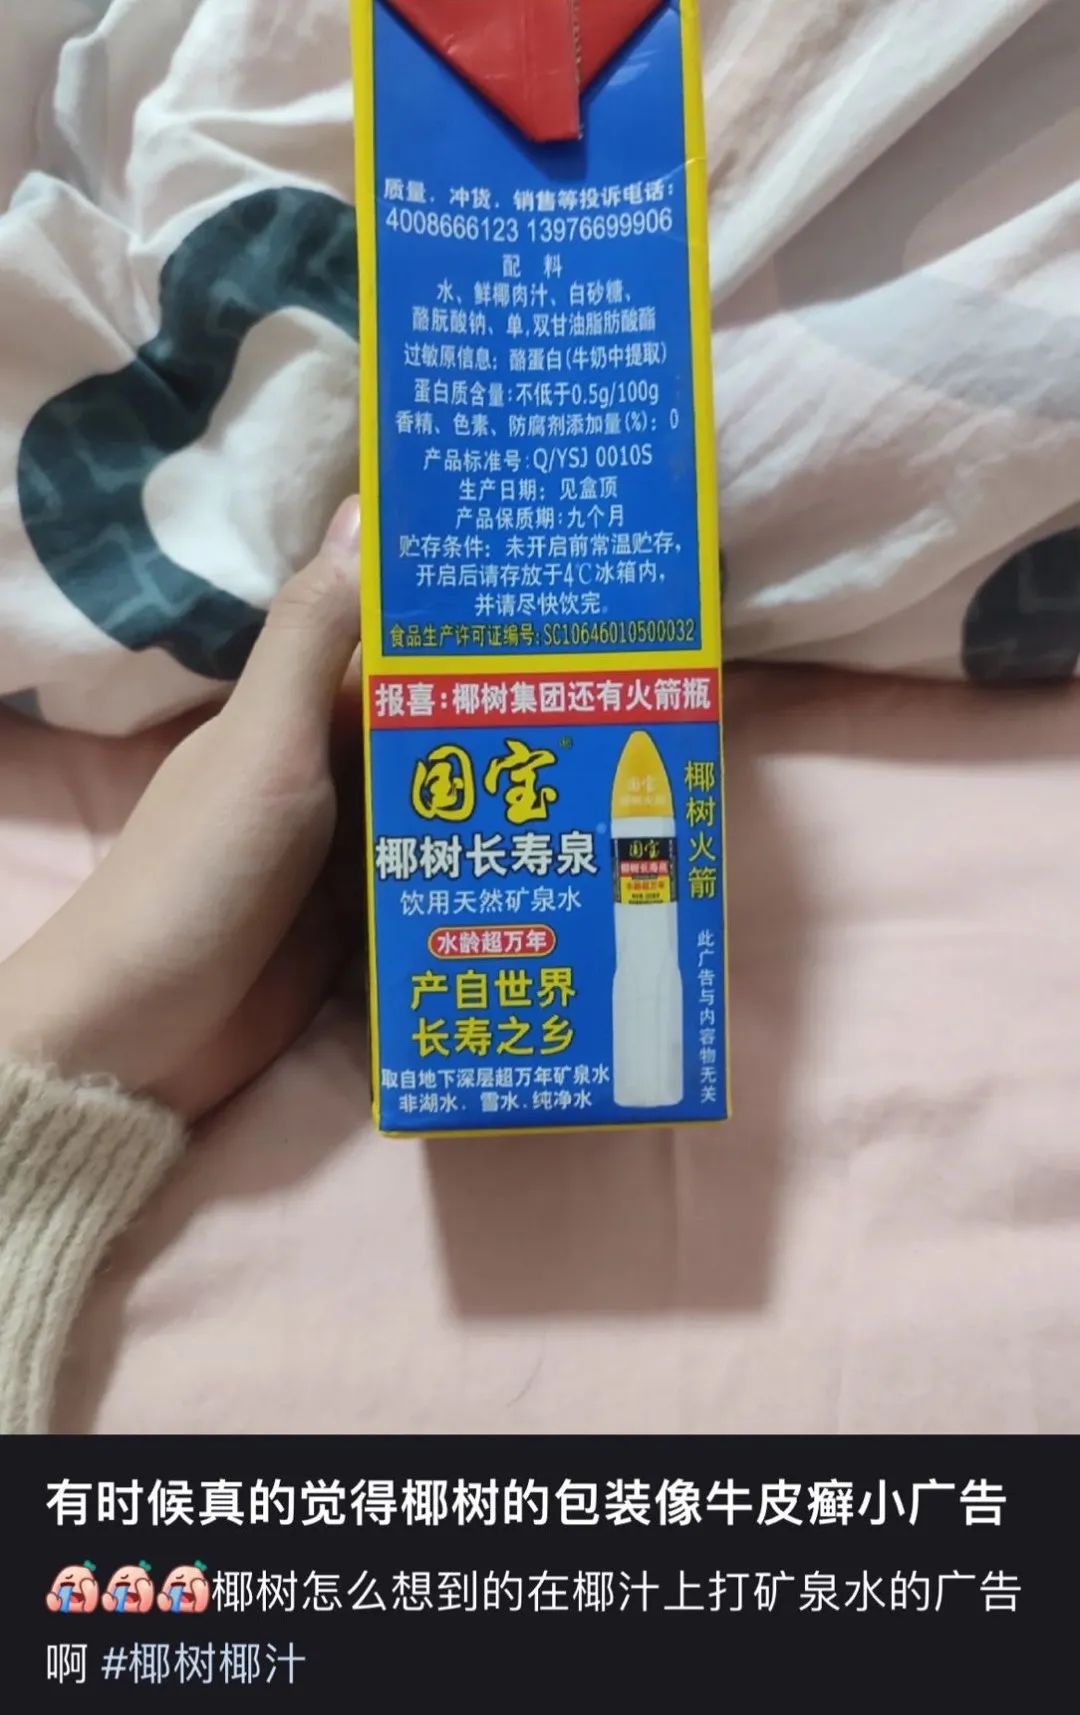 质量、冲货、销售等投诉电话:
4008666123 13976699906
配 料
水、鲜椰肉汁、白砂糖、
酪朊酸钠、单,双甘油脂肪酸酯
过敏原信息: 酪蛋白(牛奶中提取)
蛋白质含量:不低于0.5g/100g
香精、色素、防腐剂添加量(%): 0
产品标准号:Q/YSJ 0010S
生产日期: 见盒顶
产品保质期:九个月
贮存条件: 未开启前常温贮存,
开启后请存放于4℃冰箱内,
并请尽快饮完。
食品生产许可证编号:SC10646010500032
报喜:椰树集团还有火箭瓶
国宝
椰树长寿泉
饮用天然矿泉水
水龄超万年
产自世界
长寿之乡
取自地下深层超万年矿泉水
非湖水、雪水、纯净水
国宝
椰树长寿泉
水龄超万年
椰树火箭
此广告与内容物无关
有时候真的觉得椰树的包装像牛皮癣小广告
椰树怎么想到的在椰汁上打矿泉水的广告
啊 #椰树椰汁